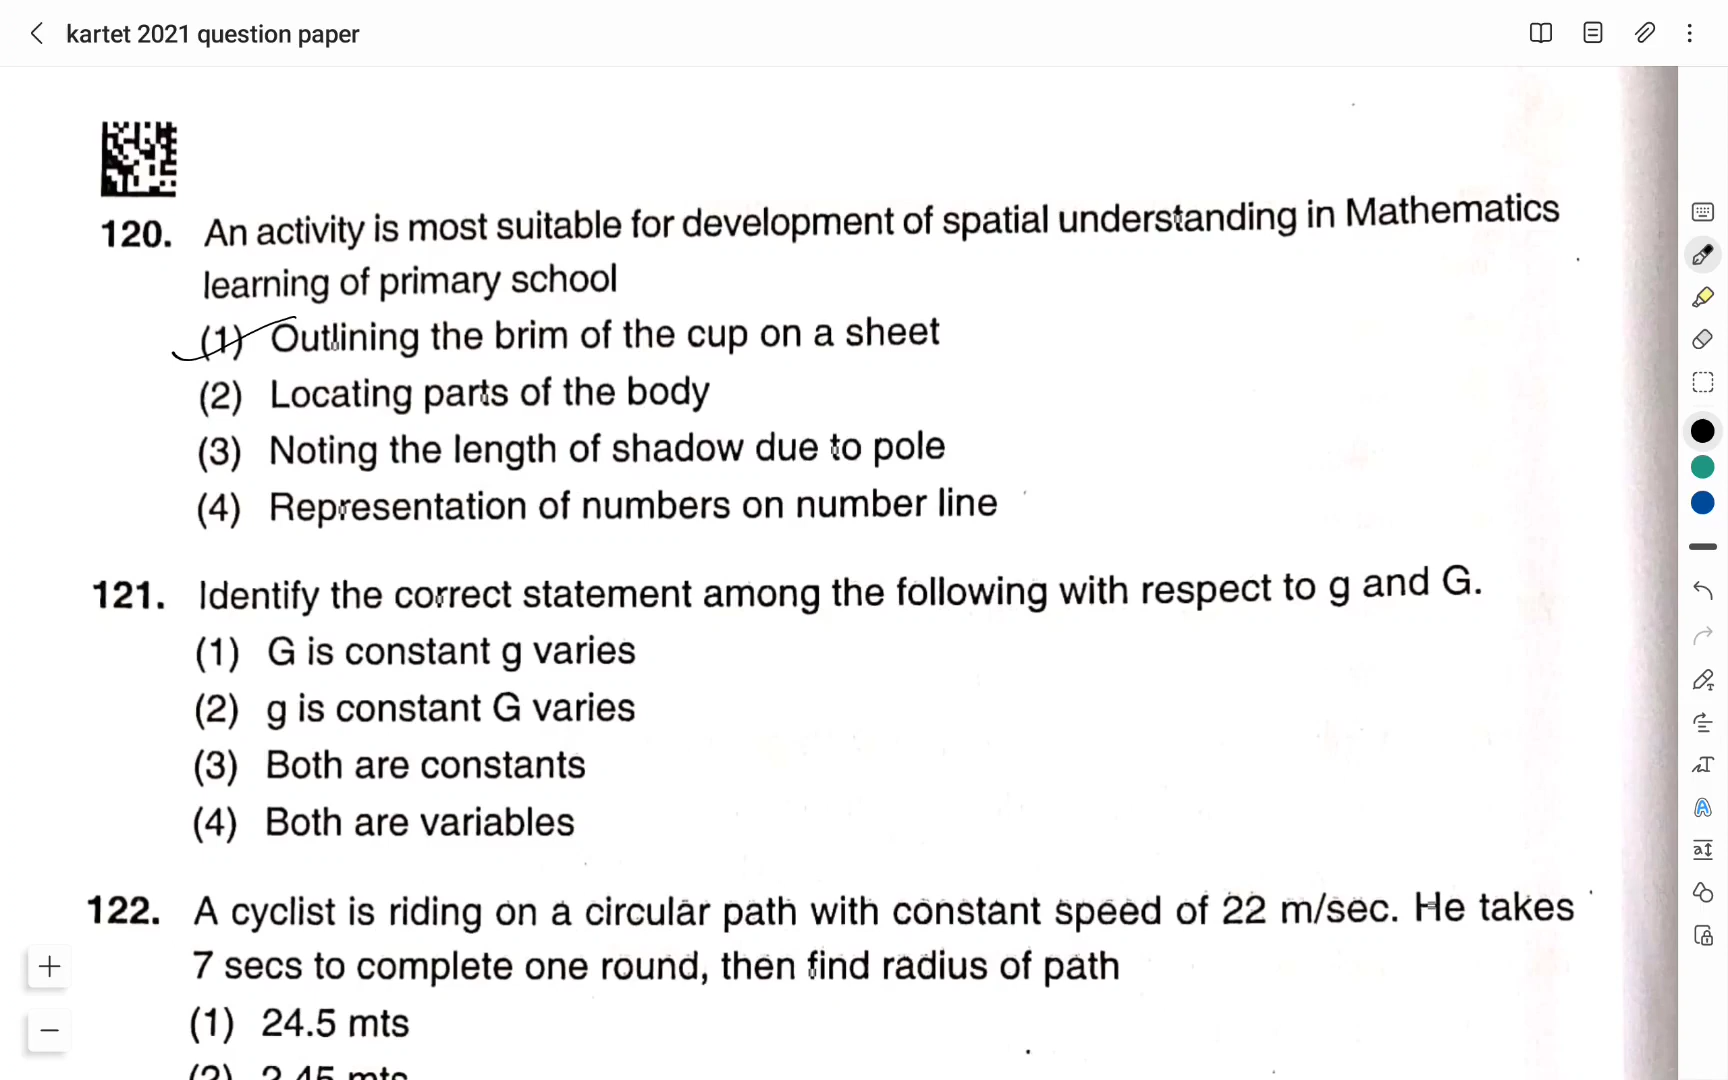 kartet 2021 question paper
120. An activity is most suitable for development of spatial understanding in Mathematics
learning of primary school
(1) Outlining the brim of the cup on a sheet
(2) Locating parts of the body
(3) Noting the length of shadow due to pole
(4) Representation of numbers on number line
121. Identify the correct statement among the following with respect to g and G.
(1) G is constant g varies
(2) g is constant G varies
(3) Both are constants
(4) Both are variables
122. A cyclist is riding on a circular path with constant speed of 22 m/sec. He takes
7 secs to complete one round, then find radius of path
(1) 24.5 mts
(2) 2.45 mts